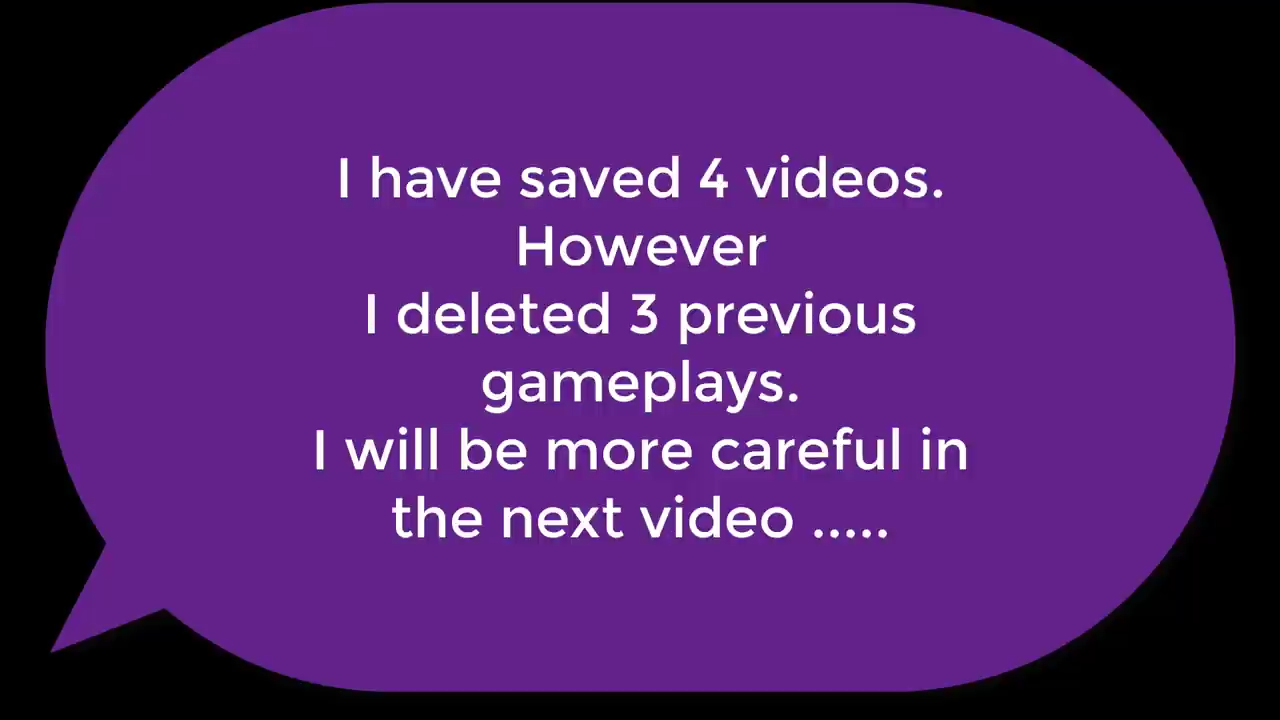 I have saved 4 videos.
However
I deleted 3 previous
gameplays.
I will be more careful in
the next video .....